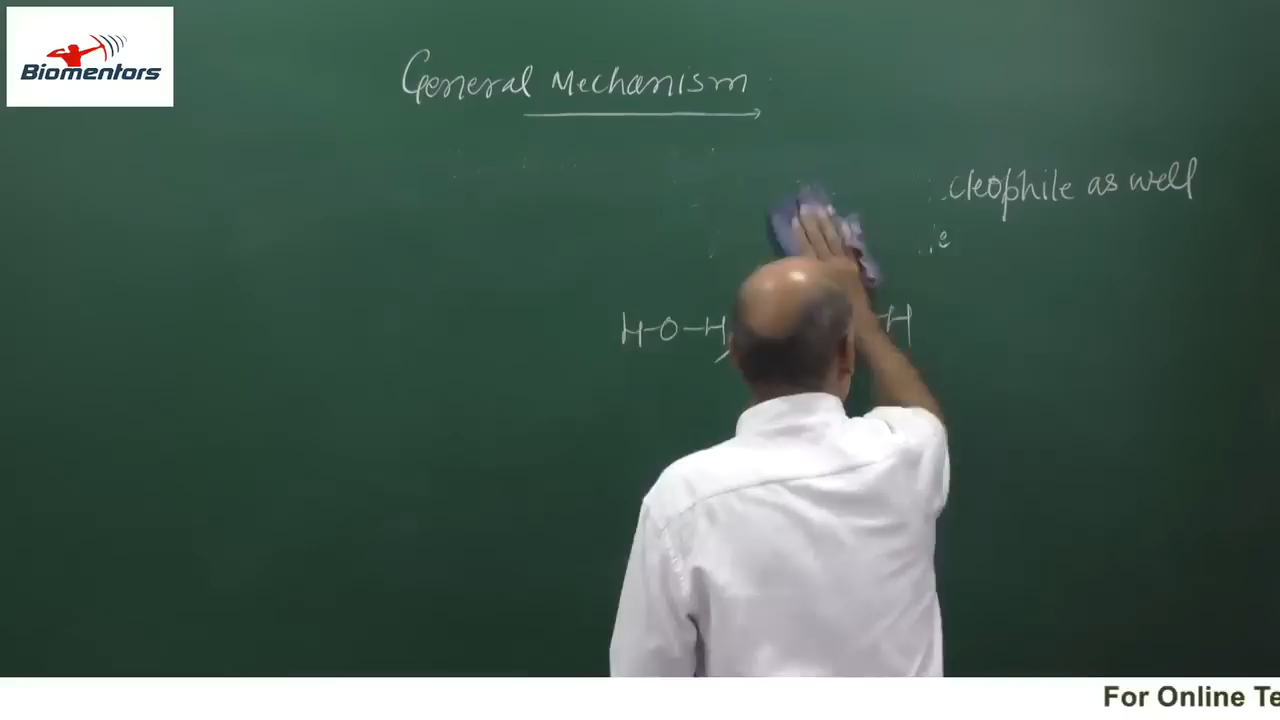 Biomentors
General Mechanism
cleophile as well
H-O-H
H
For Online Te